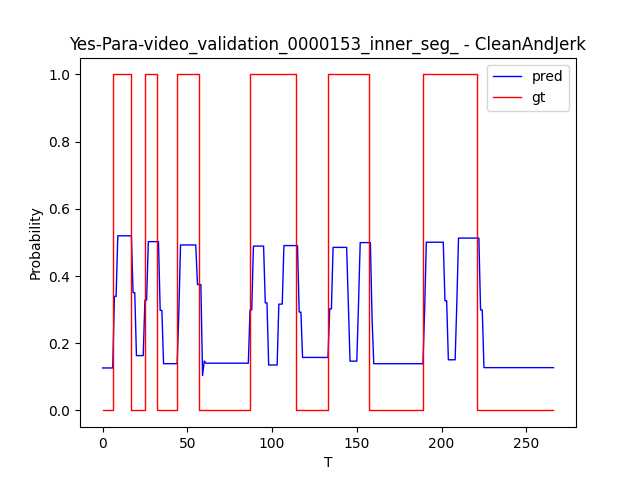 Yes-Para-video_validation_0000153_inner_seg_ - CleanAndJerk
pred
gt
1.0
0.8
0.6
0.4
0.2
0.0
Probability
0
50
100
150
200
250
T